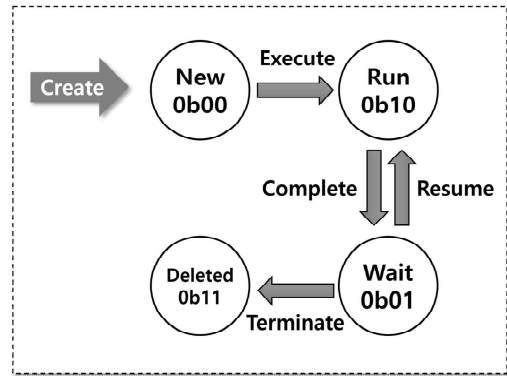 Create
New
0b00
Execute
Run
0b10
Complete
Resume
Deleted
0b11
Terminate
Wait
0b01